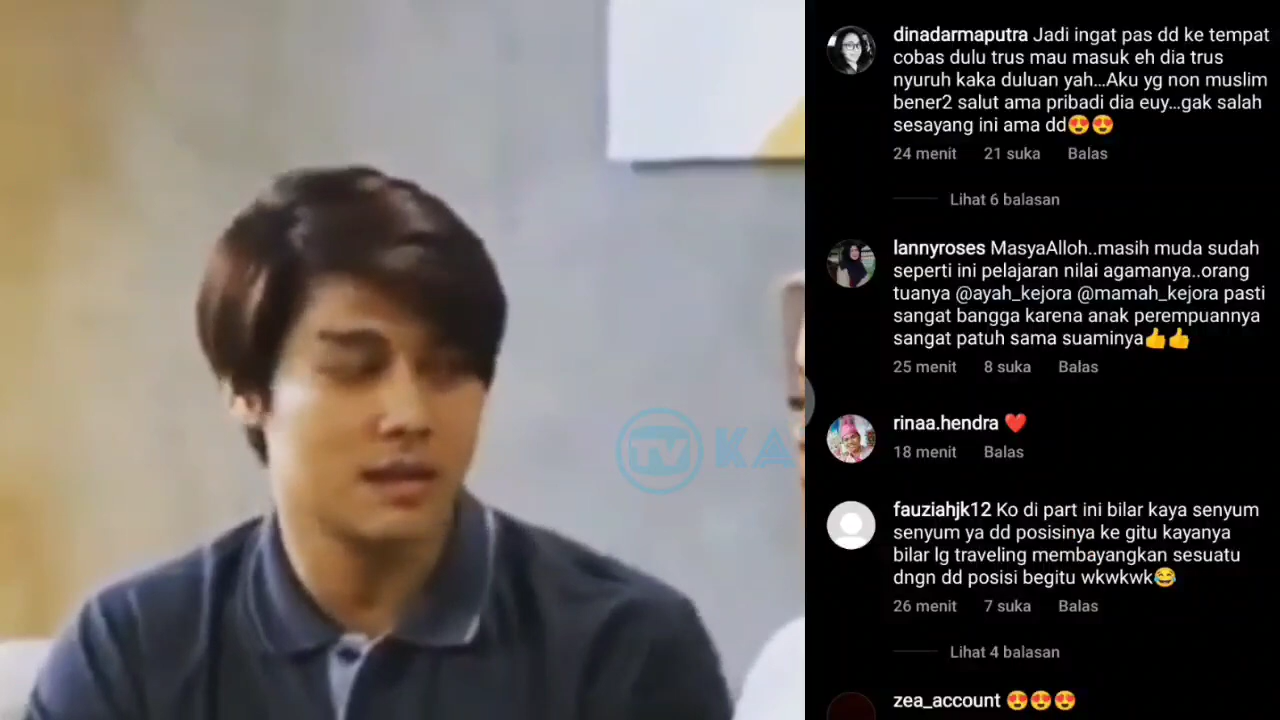 TV KA
dinadarmaputra Jadi ingat pas dd ke tempat
cobas dulu trus mau masuk eh dia trus
nyuruh kaka duluan yah...Aku yg non muslim
bener2 salut ama pribadi dia euy...gak salah
sesayang ini ama dd😍😍
24 menit 21 suka Balas
Lihat 6 balasan
lannyroses MasyaAlloh..masih muda sudah
seperti ini pelajaran nilai agamanya..orang
tuanya @ayah_kejora @mamah_kejora pasti
sangat bangga karena anak perempuannya
sangat patuh sama suaminya👍👍
25 menit 8 suka Balas
rinaa.hendra ❤️
18 menit Balas
fauziahjk12 Ko di part ini bilar kaya senyum
senyum ya dd posisinya ke gitu kayanya
bilar lg traveling membayangkan sesuatu
dngn dd posisi begitu wkwkwk😂
26 menit 7 suka Balas
Lihat 4 balasan
zea_account 😍😍😍